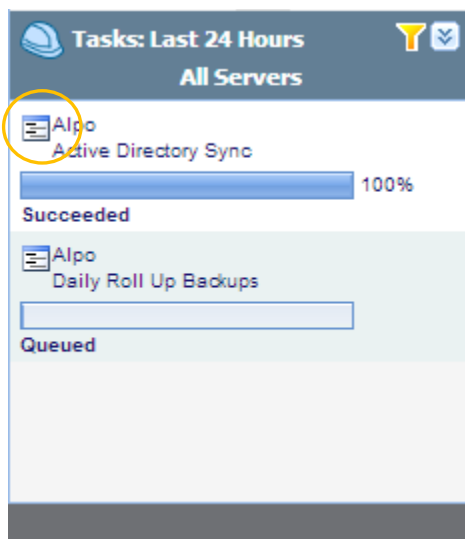 Tasks: Last 24 Hours
All Servers
Alpo
Active Directory Sync
100%
Succeeded
Alpo
Daily Roll Up Backups
Queued